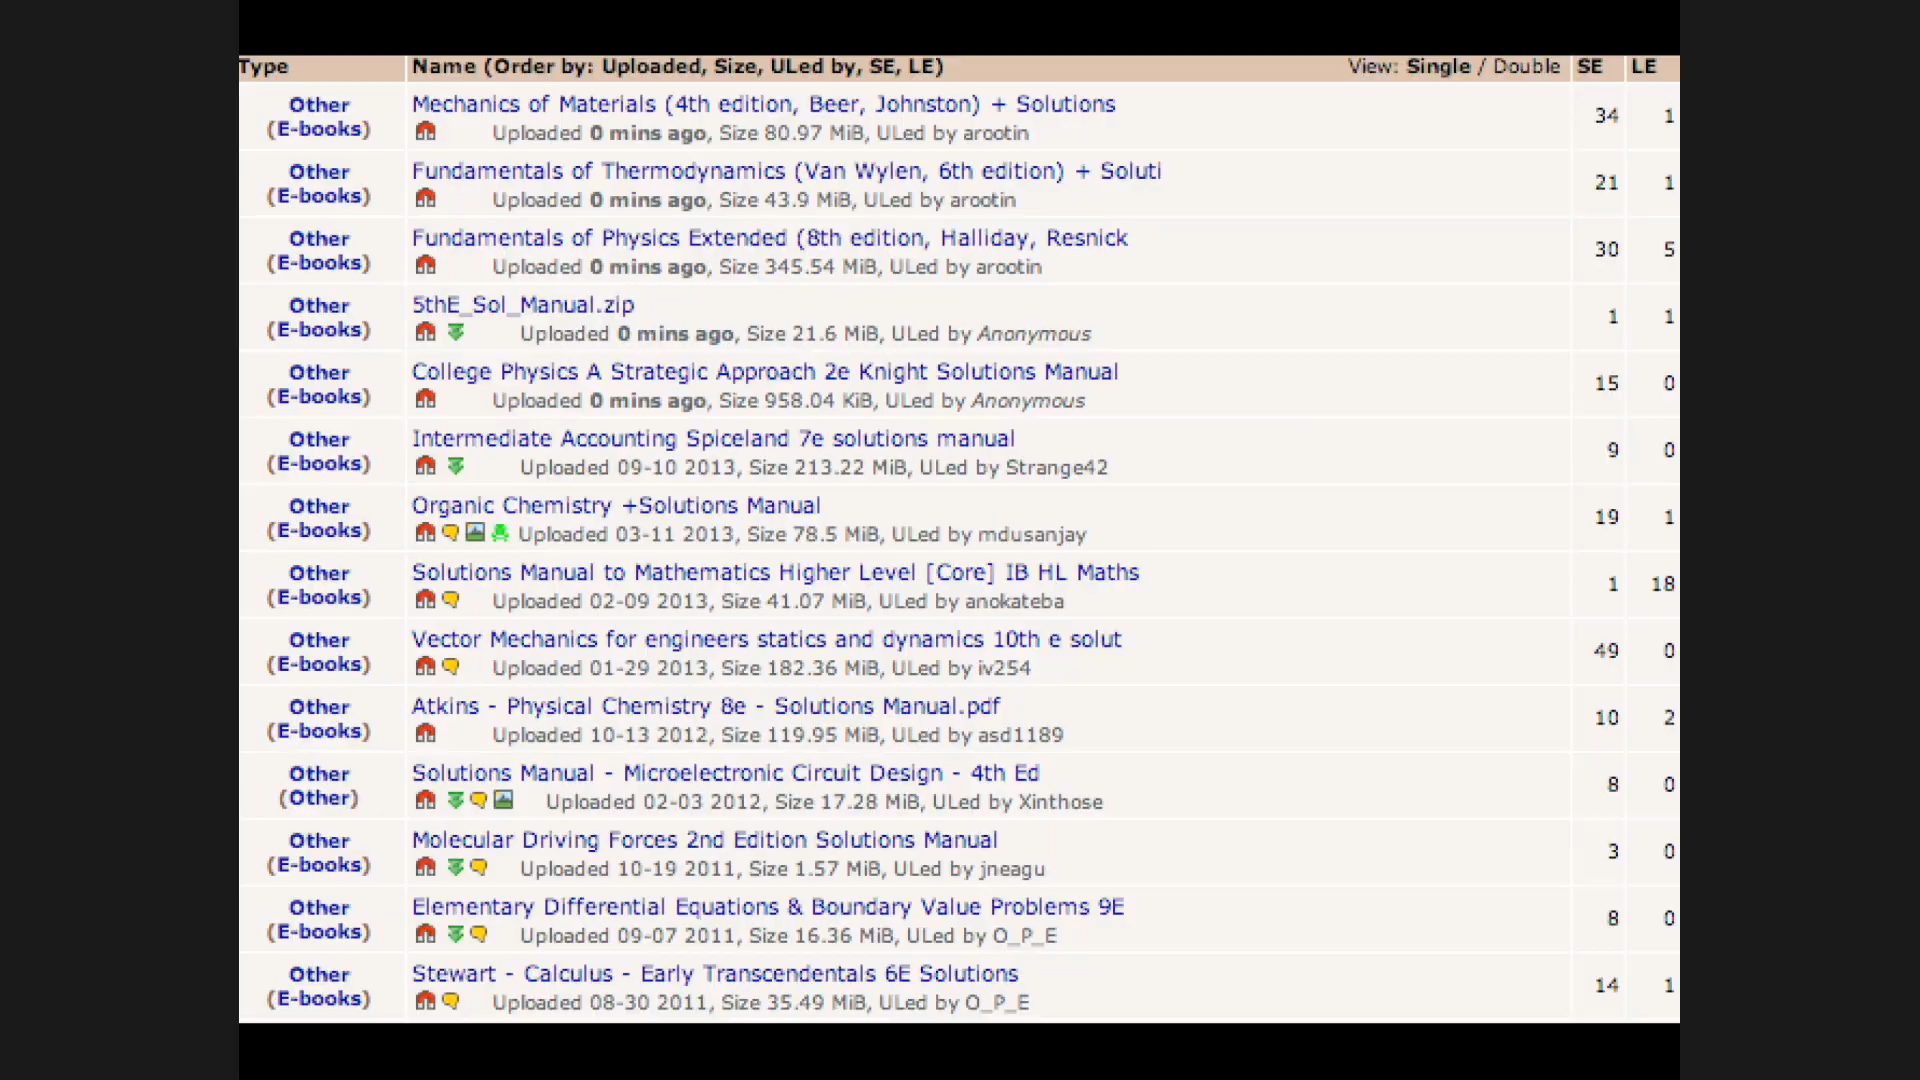 Type Name (Order by: Uploaded, Size, ULed by, SE, LE) View: Single / Double SE LE
Other Mechanics of Materials (4th edition, Beer, Johnston) + Solutions
(E-books) Uploaded 0 mins ago, Size 80.97 MiB, ULed by arootin 34 1
Other Fundamentals of Thermodynamics (Van Wylen, 6th edition) + Soluti
(E-books) Uploaded 0 mins ago, Size 43.9 MiB, ULed by arootin 21 1
Other Fundamentals of Physics Extended (8th edition, Halliday, Resnick
(E-books) Uploaded 0 mins ago, Size 345.54 MiB, ULed by arootin 30 5
Other 5thE_Sol_Manual.zip
(E-books) Uploaded 0 mins ago, Size 21.6 MiB, ULed by Anonymous 1 1
Other College Physics A Strategic Approach 2e Knight Solutions Manual
(E-books) Uploaded 0 mins ago, Size 958.04 KiB, ULed by Anonymous 15 0
Other Intermediate Accounting Spiceland 7e solutions manual
(E-books) Uploaded 09-10 2013, Size 213.22 MiB, ULed by Strange42 9 0
Other Organic Chemistry +Solutions Manual
(E-books) Uploaded 03-11 2013, Size 78.5 MiB, ULed by mdusanjay 19 1
Other Solutions Manual to Mathematics Higher Level [Core] IB HL Maths
(E-books) Uploaded 02-09 2013, Size 41.07 MiB, ULed by anokateba 1 18
Other Vector Mechanics for engineers statics and dynamics 10th e solut
(E-books) Uploaded 01-29 2013, Size 182.36 MiB, ULed by iv254 49 0
Other Atkins - Physical Chemistry 8e - Solutions Manual.pdf
(E-books) Uploaded 10-13 2012, Size 119.95 MiB, ULed by asd1189 10 2
Other Solutions Manual - Microelectronic Circuit Design - 4th Ed
(Other) Uploaded 02-03 2012, Size 17.28 MiB, ULed by Xinthose 8 0
Other Molecular Driving Forces 2nd Edition Solutions Manual
(E-books) Uploaded 10-19 2011, Size 1.57 MiB, ULed by jneagu 3 0
Other Elementary Differential Equations & Boundary Value Problems 9E
(E-books) Uploaded 09-07 2011, Size 16.36 MiB, ULed by O_P_E 8 0
Other Stewart - Calculus - Early Transcendentals 6E Solutions
(E-books) Uploaded 08-30 2011, Size 35.49 MiB, ULed by O_P_E 14 1